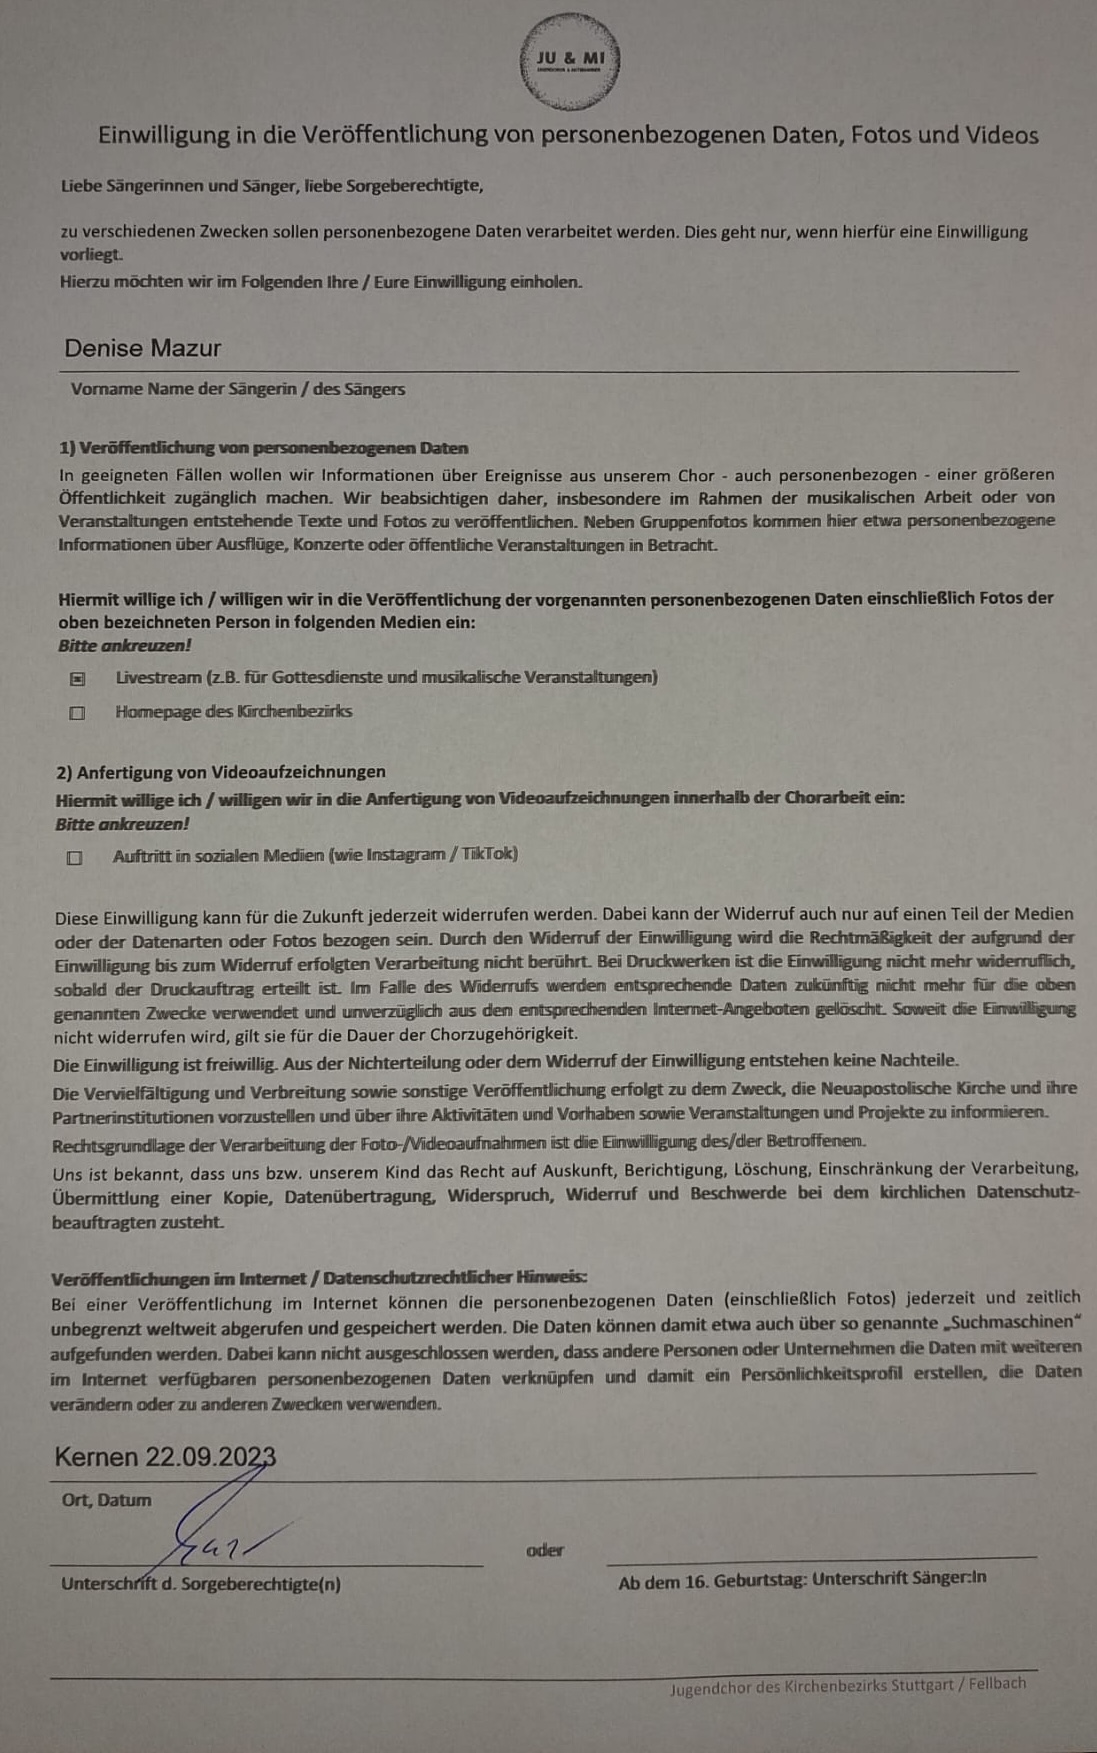 JU & MI
Einwilligung in die Veröffentlichung von personenbezogenen Daten, Fotos und Videos
Liebe Sängerinnen und Sänger, liebe Sorgeberechtigte,
zu verschiedenen Zwecken sollen personenbezogene Daten verarbeitet werden. Dies geht nur, wenn hierfür eine Einwilligung
vorliegt.
Hierzu möchten wir im Folgenden Ihre / Eure Einwilligung einholen.
Denise Mazur
Vorname Name der Sängerin / des Sängers
1) Veröffentlichung von personenbezogenen Daten
In geeigneten Fällen wollen wir Informationen über Ereignisse aus unserem Chor - auch personenbezogen - einer größeren
Öffentlichkeit zugänglich machen. Wir beabsichtigen daher, insbesondere im Rahmen der musikalischen Arbeit oder von
Veranstaltungen entstehende Texte und Fotos zu veröffentlichen. Neben Gruppenfotos kommen hier etwa personenbezogene
Informationen über Ausflüge, Konzerte oder öffentliche Veranstaltungen in Betracht.
Hiermit willige ich / willigen wir in die Veröffentlichung der vorgenannten personenbezogenen Daten einschließlich Fotos der
oben bezeichneten Person in folgenden Medien ein:
Bitte ankreuzen!
Livestream (z.B. für Gottesdienste und musikalische Veranstaltungen)
Homepage des Kirchenbezirks
2) Anfertigung von Videoaufzeichnungen
Hiermit willige ich / willigen wir in die Anfertigung von Videoaufzeichnungen innerhalb der Chorarbeit ein:
Bitte ankreuzen!
Auftritt in sozialen Medien (wie Instagram / TikTok)
Diese Einwilligung kann für die Zukunft jederzeit widerrufen werden. Dabei kann der Widerruf auch nur auf einen Teil der Medien
oder der Datenarten oder Fotos bezogen sein. Durch den Widerruf der Einwilligung wird die Rechtmäßigkeit der aufgrund der
Einwilligung bis zum Widerruf erfolgten Verarbeitung nicht berührt. Bei Druckwerken ist die Einwilligung nicht mehr widerruflich,
sobald der Druckauftrag erteilt ist. Im Falle des Widerrufs werden entsprechende Daten zukünftig nicht mehr für die oben
genannten Zwecke verwendet und unverzüglich aus den entsprechenden Internet-Angeboten gelöscht. Soweit die Einwilligung
nicht widerrufen wird, gilt sie für die Dauer der Chorzugehörigkeit.
Die Einwilligung ist freiwillig. Aus der Nichterteilung oder dem Widerruf der Einwilligung entstehen keine Nachteile.
Die Vervielfältigung und Verbreitung sowie sonstige Veröffentlichung erfolgt zu dem Zweck, die Neuapostolische Kirche und ihre
Partnerinstitutionen vorzustellen und über ihre Aktivitäten und Vorhaben sowie Veranstaltungen und Projekte zu informieren.
Rechtsgrundlage der Verarbeitung der Foto-/Videoaufnahmen ist die Einwilligung des/der Betroffenen.
Uns ist bekannt, dass uns bzw. unserem Kind das Recht auf Auskunft, Berichtigung, Löschung, Einschränkung der Verarbeitung,
Übermittlung einer Kopie, Datenübertragung, Widerspruch, Widerruf und Beschwerde bei dem kirchlichen Datenschutz-
beauftragten zusteht.
Veröffentlichungen im Internet / Datenschutzrechtlicher Hinweis:
Bei einer Veröffentlichung im Internet können die personenbezogenen Daten (einschließlich Fotos) jederzeit und zeitlich
unbegrenzt weltweit abgerufen und gespeichert werden. Die Daten können damit etwa auch über so genannte „Suchmaschinen“
aufgefunden werden. Dabei kann nicht ausgeschlossen werden, dass andere Personen oder Unternehmen die Daten mit weiteren
im Internet verfügbaren personenbezogenen Daten verknüpfen und damit ein Persönlichkeitsprofil erstellen, die Daten
verändern oder zu anderen Zwecken verwenden.
Kernen 22.09.2023
Ort, Datum
oder
Unterschrift d. Sorgeberechtigte(n)
Ab dem 16. Geburtstag: Unterschrift Sänger:In
Jugendchor des Kirchenbezirks Stuttgart / Fellbach